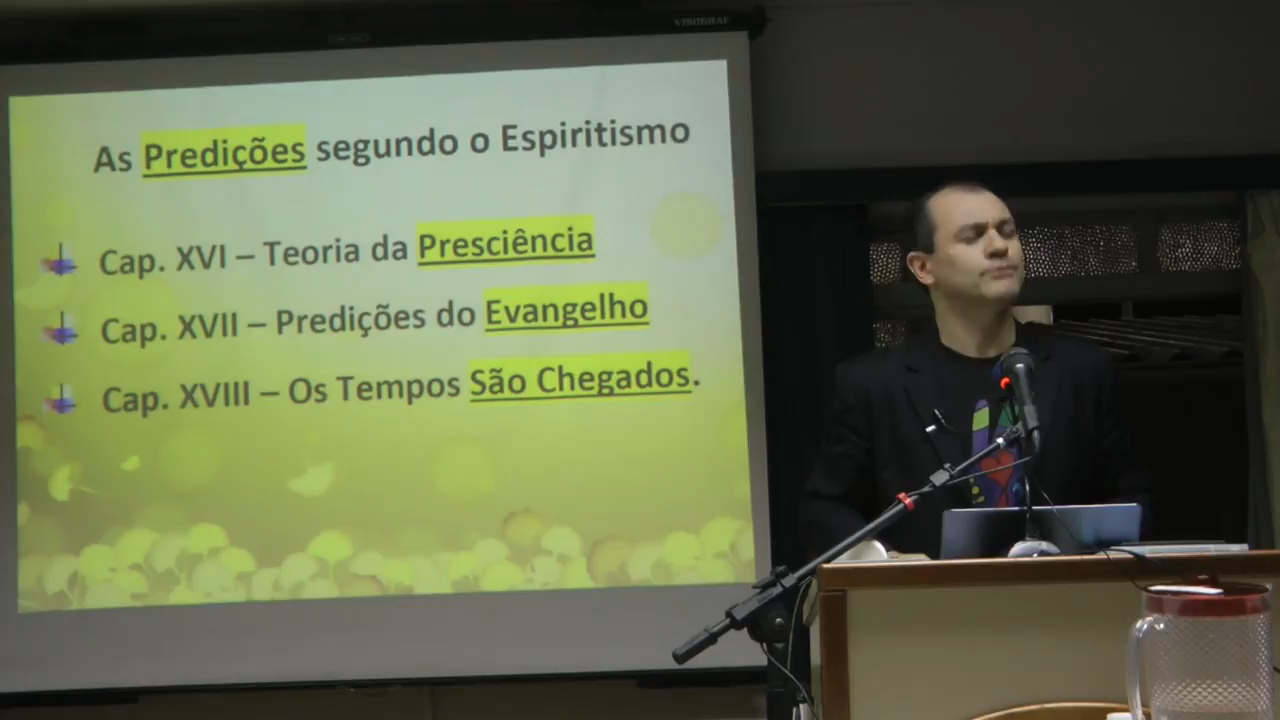 VISOGRAF
As Predições segundo o Espiritismo
Cap. XVI – Teoria da Presciência
Cap. XVII – Predições do Evangelho
Cap. XVIII – Os Tempos São Chegados.